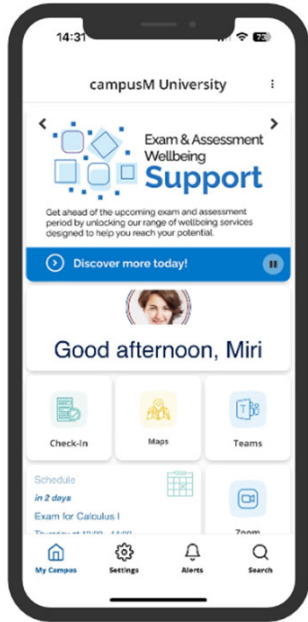 14:31
73
campusM University
Exam & Assessment
Wellbeing
Support
Get ahead of the upcoming exam and assessment
period by unlocking our range of wellbeing services
designed to help you reach your potential.
Discover more today!
Good afternoon, Miri
Check-In
Maps
Teams
Schedule
in 2 days
Exam for Calculus I
Zoom
My Campus
Settings
Alerts
Search